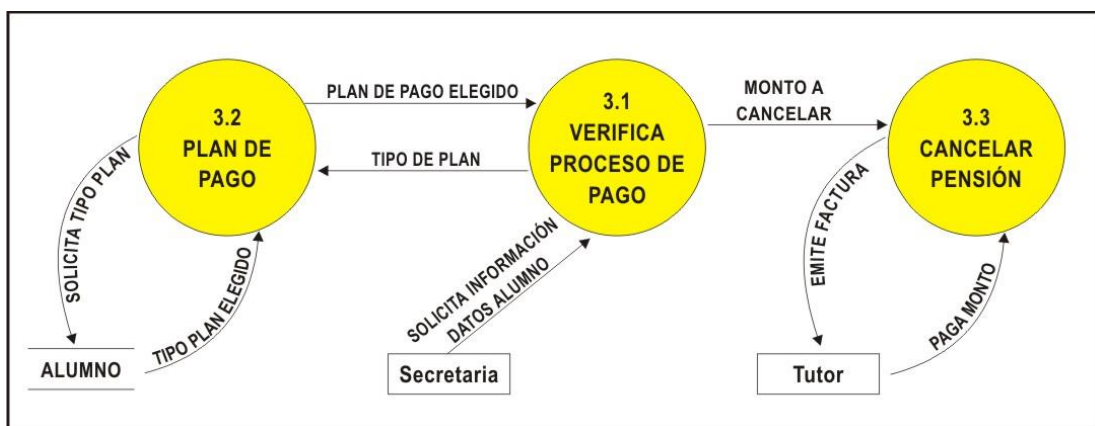 3.2
PLAN DE
PAGO
PLAN DE PAGO ELEGIDO
TIPO DE PLAN
3.1
VERIFICA
PROCESO DE
PAGO
MONTO A
CANCELAR
3.3
CANCELAR
PENSIÓN
SOLICITA TIPO PLAN
TIPO PLAN ELEGIDO
ALUMNO
SOLICITA INFORMACIÓN
DATOS ALUMNO
Secretaria
EMITE FACTURA
PAGA MONTO
Tutor